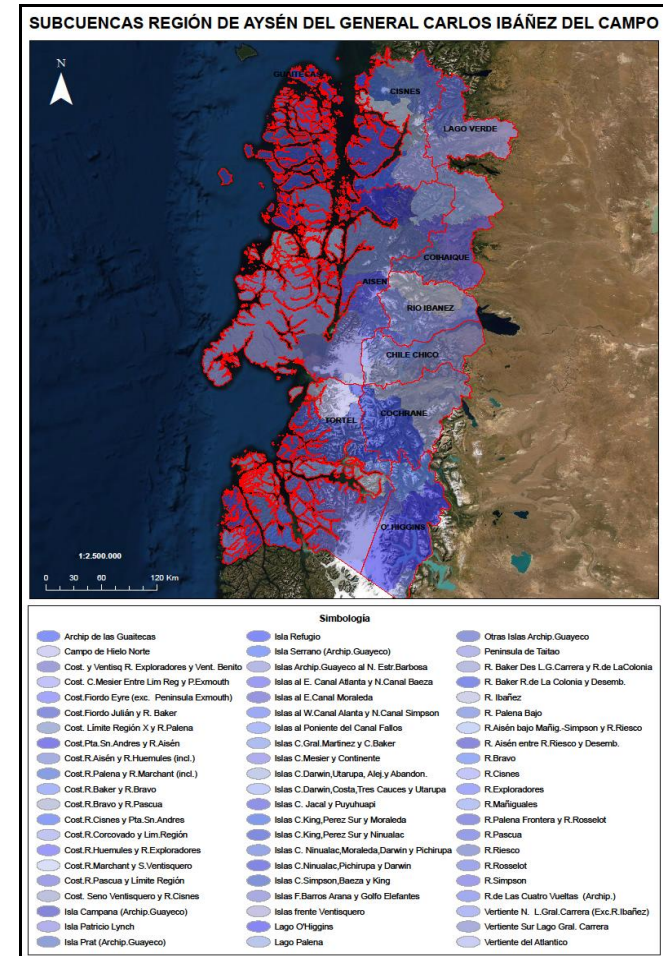 SUBCUENCAS REGIÓN DE AYSÉN DEL GENERAL CARLOS IBÁÑEZ DEL CAMPO
N
GUAITECAS
CISNES
LAGO VERDE
COIHAIQUE
AISEN
RIO IBANEZ
CHILE CHICO
COCHRANE
TORTEL
O' HIGGINS
1:2.500.000
0 30 60 120 Km
Simbologia
Archip de las Guaitecas
Campo de Hielo Norte
Cost. y Ventisq R. Exploradores y Vent. Benito
Cost. C.Mesier Entre Lim Reg y P.Exmouth
Cost.Fiordo Eyre (exc. Peninsula Exmouth)
Cost.Fiordo Julián y R. Baker
Cost. Límite Región X y R.Palena
Cost.Pta.Sn.Andres y R.Aisén
Cost.R.Aisén y R.Huemules (incl.)
Cost.R.Palena y R.Marchant (incl.)
Cost.R.Baker y R.Bravo
Cost.R.Bravo y R.Pascua
Cost.R.Cisnes y Pta.Sn.Andres
Cost.R.Corcovado y Lim.Región
Cost.R.Huemules y R.Exploradores
Cost.R.Marchant y S.Ventisquero
Cost.R.Pascua y Límite Región
Cost. Seno Ventisquero y R.Cisnes
Isla Campana (Archip.Guayeco)
Isla Patricio Lynch
Isla Prat (Archip.Guayeco)
Isla Refugio
Isla Serrano (Archip.Guayeco)
Islas Archip.Guayeco al N. Estr.Barbosa
Islas al E. Canal Atlanta y N.Canal Baeza
Islas al E.Canal Moraleda
Islas al W.Canal Alanta y N.Canal Simpson
Islas al Poniente del Canal Fallos
Islas C.Gral.Martinez y C.Baker
Islas C.Mesier y Continente
Islas C.Darwin,Utarupa, Alej.y Abandon.
Islas C.Darwin,Costa,Tres Cauces y Utarupa
Islas C. Jacal y Puyuhuapi
Islas C.King,Perez Sur y Moraleda
Islas C.King,Perez Sur y Ninualac
Islas C. Ninualac,Moraleda,Darwin y Pichirupa
Islas C.Ninualac,Pichirupa y Darwin
Islas C.Simpson,Baeza y King
Islas F.Barros Arana y Golfo Elefantes
Islas frente Ventisquero
Lago O'Higgins
Lago Palena
Otras Islas Archip.Guayeco
Peninsula de Taitao
R. Baker Des L.G.Carrera y R.de LaColonia
R. Baker R.de La Colonia y Desemb.
R. Ibañez
R. Palena Bajo
R.Aisén bajo Mañig.-Simpson y R.Riesco
R. Aisén entre R.Riesco y Desemb.
R.Bravo
R.Cisnes
R.Exploradores
R.Mañiguales
R.Palena Frontera y R.Rosselot
R.Pascua
R.Riesco
R.Rosselot
R.Simpson
R.de Las Cuatro Vueltas (Archip.)
Vertiente N. L.Gral.Carrera (Exc.R.Ibañez)
Vertiente Sur Lago Gral. Carrera
Vertiente del Atlantico